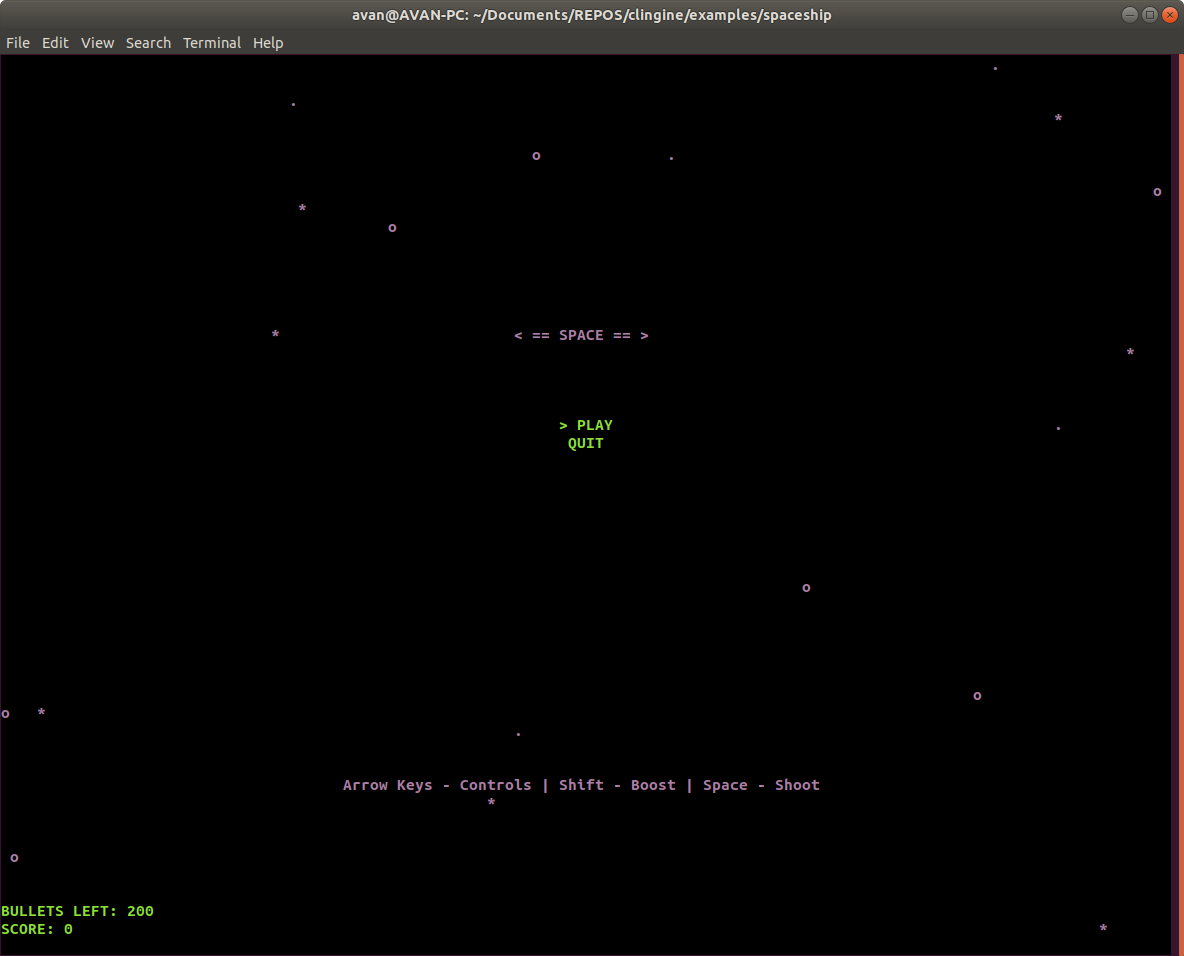 avan@AVAN-PC: ~/Documents/REPOS/clingine/examples/spaceship
File Edit View Search Terminal Help
.
.
*
o .
o
*
o
* < == SPACE == >
*
> PLAY .
QUIT
o
o
o *
.
Arrow Keys - Controls | Shift - Boost | Space - Shoot
*
o
BULLETS LEFT: 200
SCORE: 0 *